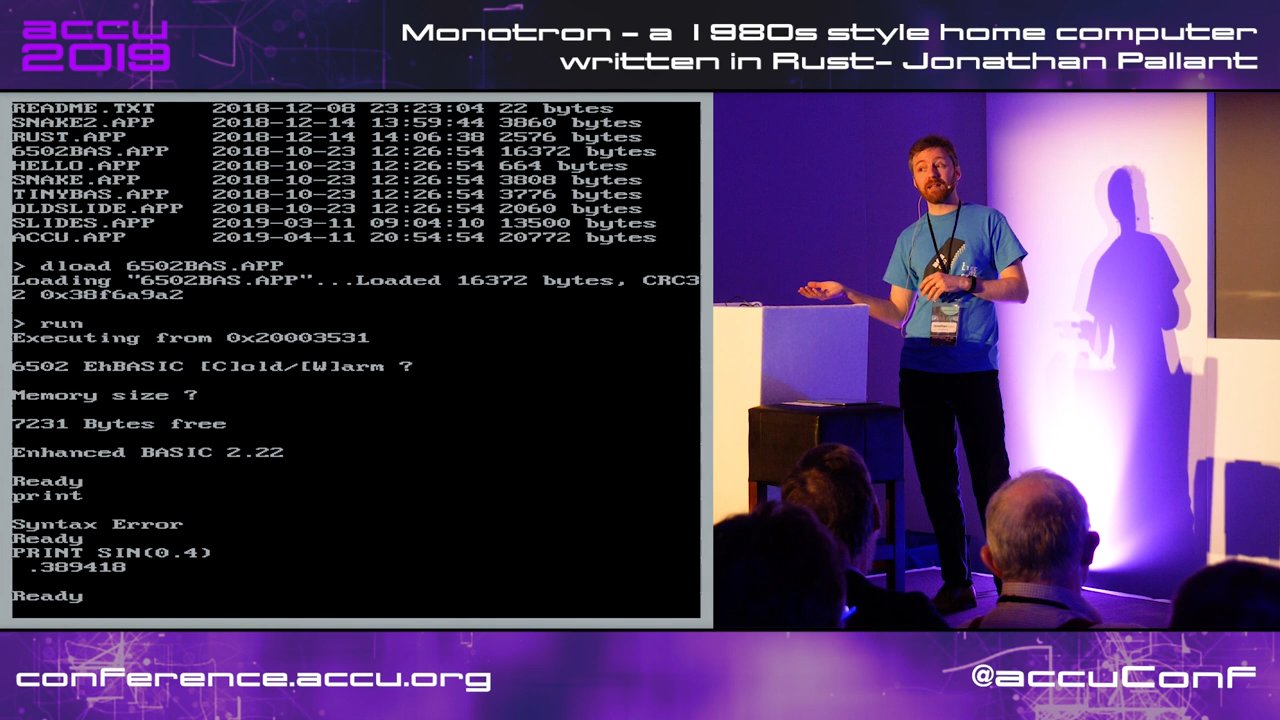 accu
2019
Monotron - a 1980s style home computer
written in Rust- Jonathan Pallant
README.TXT 2018-12-08 23:23:04 22 bytes
SNAKE2.APP 2018-12-14 13:59:44 3860 bytes
RUST.APP 2018-12-14 14:06:38 2576 bytes
6502BAS.APP 2018-10-23 12:26:54 16372 bytes
HELLO.APP 2018-10-23 12:26:54 664 bytes
SNAKE.APP 2018-10-23 12:26:54 3808 bytes
TINYBAS.APP 2018-10-23 12:26:54 3776 bytes
OLDSLIDE.APP 2018-10-23 12:26:54 2060 bytes
SLIDES.APP 2019-03-11 09:04:10 13500 bytes
ACCU.APP 2019-04-11 20:54:54 20772 bytes
> dload 6502BAS.APP
Loading "6502BAS.APP"...Loaded 16372 bytes, CRC3
2 0x38f6a9a2
> run
Executing from 0x20003531
6502 EhBASIC [C]old/[W]arm ?
Memory size ?
7231 Bytes free
Enhanced BASIC 2.22
Ready
print
Syntax Error
Ready
PRINT SIN(0.4)
.389418
Ready
conference.accu.org
@accuConf